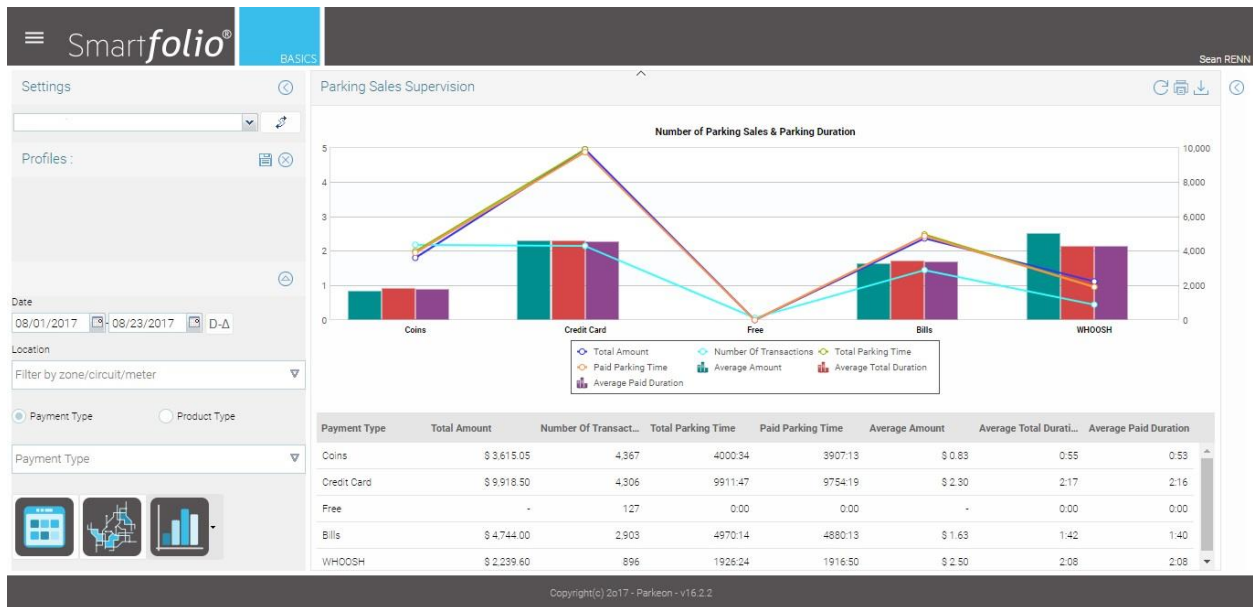 Smartfolio®
BASICS
Sean RENN
Settings
Profiles :
Date
08/01/2017 - 08/23/2017 D-Δ
Location
Filter by zone/circuit/meter
Payment Type Product Type
Payment Type
Parking Sales Supervision
Number of Parking Sales & Parking Duration
5 10,000
4 8,000
3 6,000
2 4,000
1 2,000
0 0
Coins Credit Card Free Bills WHOOSH
Total Amount Number Of Transactions Total Parking Time
Paid Parking Time Average Amount Average Total Duration
Average Paid Duration
Payment Type Total Amount Number Of Transact... Total Parking Time Paid Parking Time Average Amount Average Total Durati... Average Paid Duration
Coins $ 3,615.05 4,367 4000:34 3907:13 $ 0.83 0:55 0:53
Credit Card $ 9,918.50 4,306 9911:47 9754:19 $ 2.30 2:17 2:16
Free - 127 0:00 0:00 - 0:00 0:00
Bills $ 4,744.00 2,903 4970:14 4880:13 $ 1.63 1:42 1:40
WHOOSH $ 2,239.60 896 1926:24 1916:50 $ 2.50 2:08 2:08
Copyright(c) 2o17 - Parkeon - v16.2.2